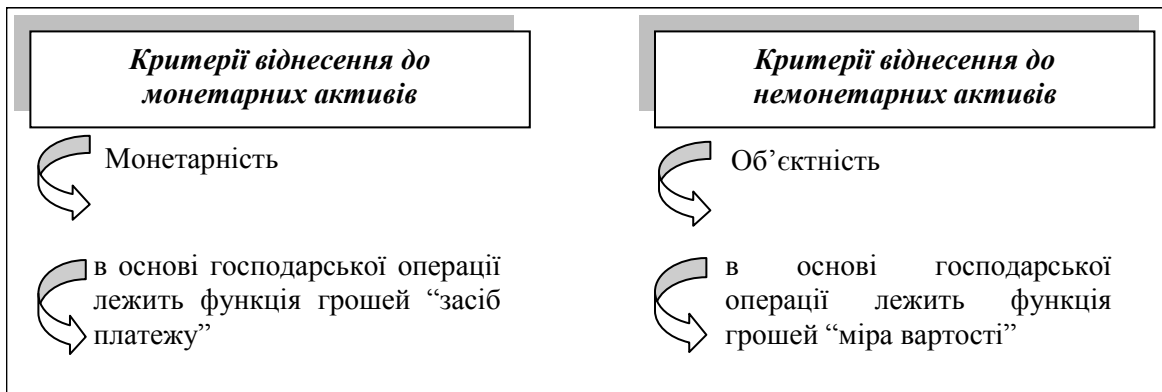 Критерії віднесення до
монетарних активів
Монетарність
в основі господарської операції
лежить функція грошей “засіб
платежу”
Критерії віднесення до
немонетарних активів
Об’єктність
в основі господарської
операції лежить функція
грошей “міра вартості”